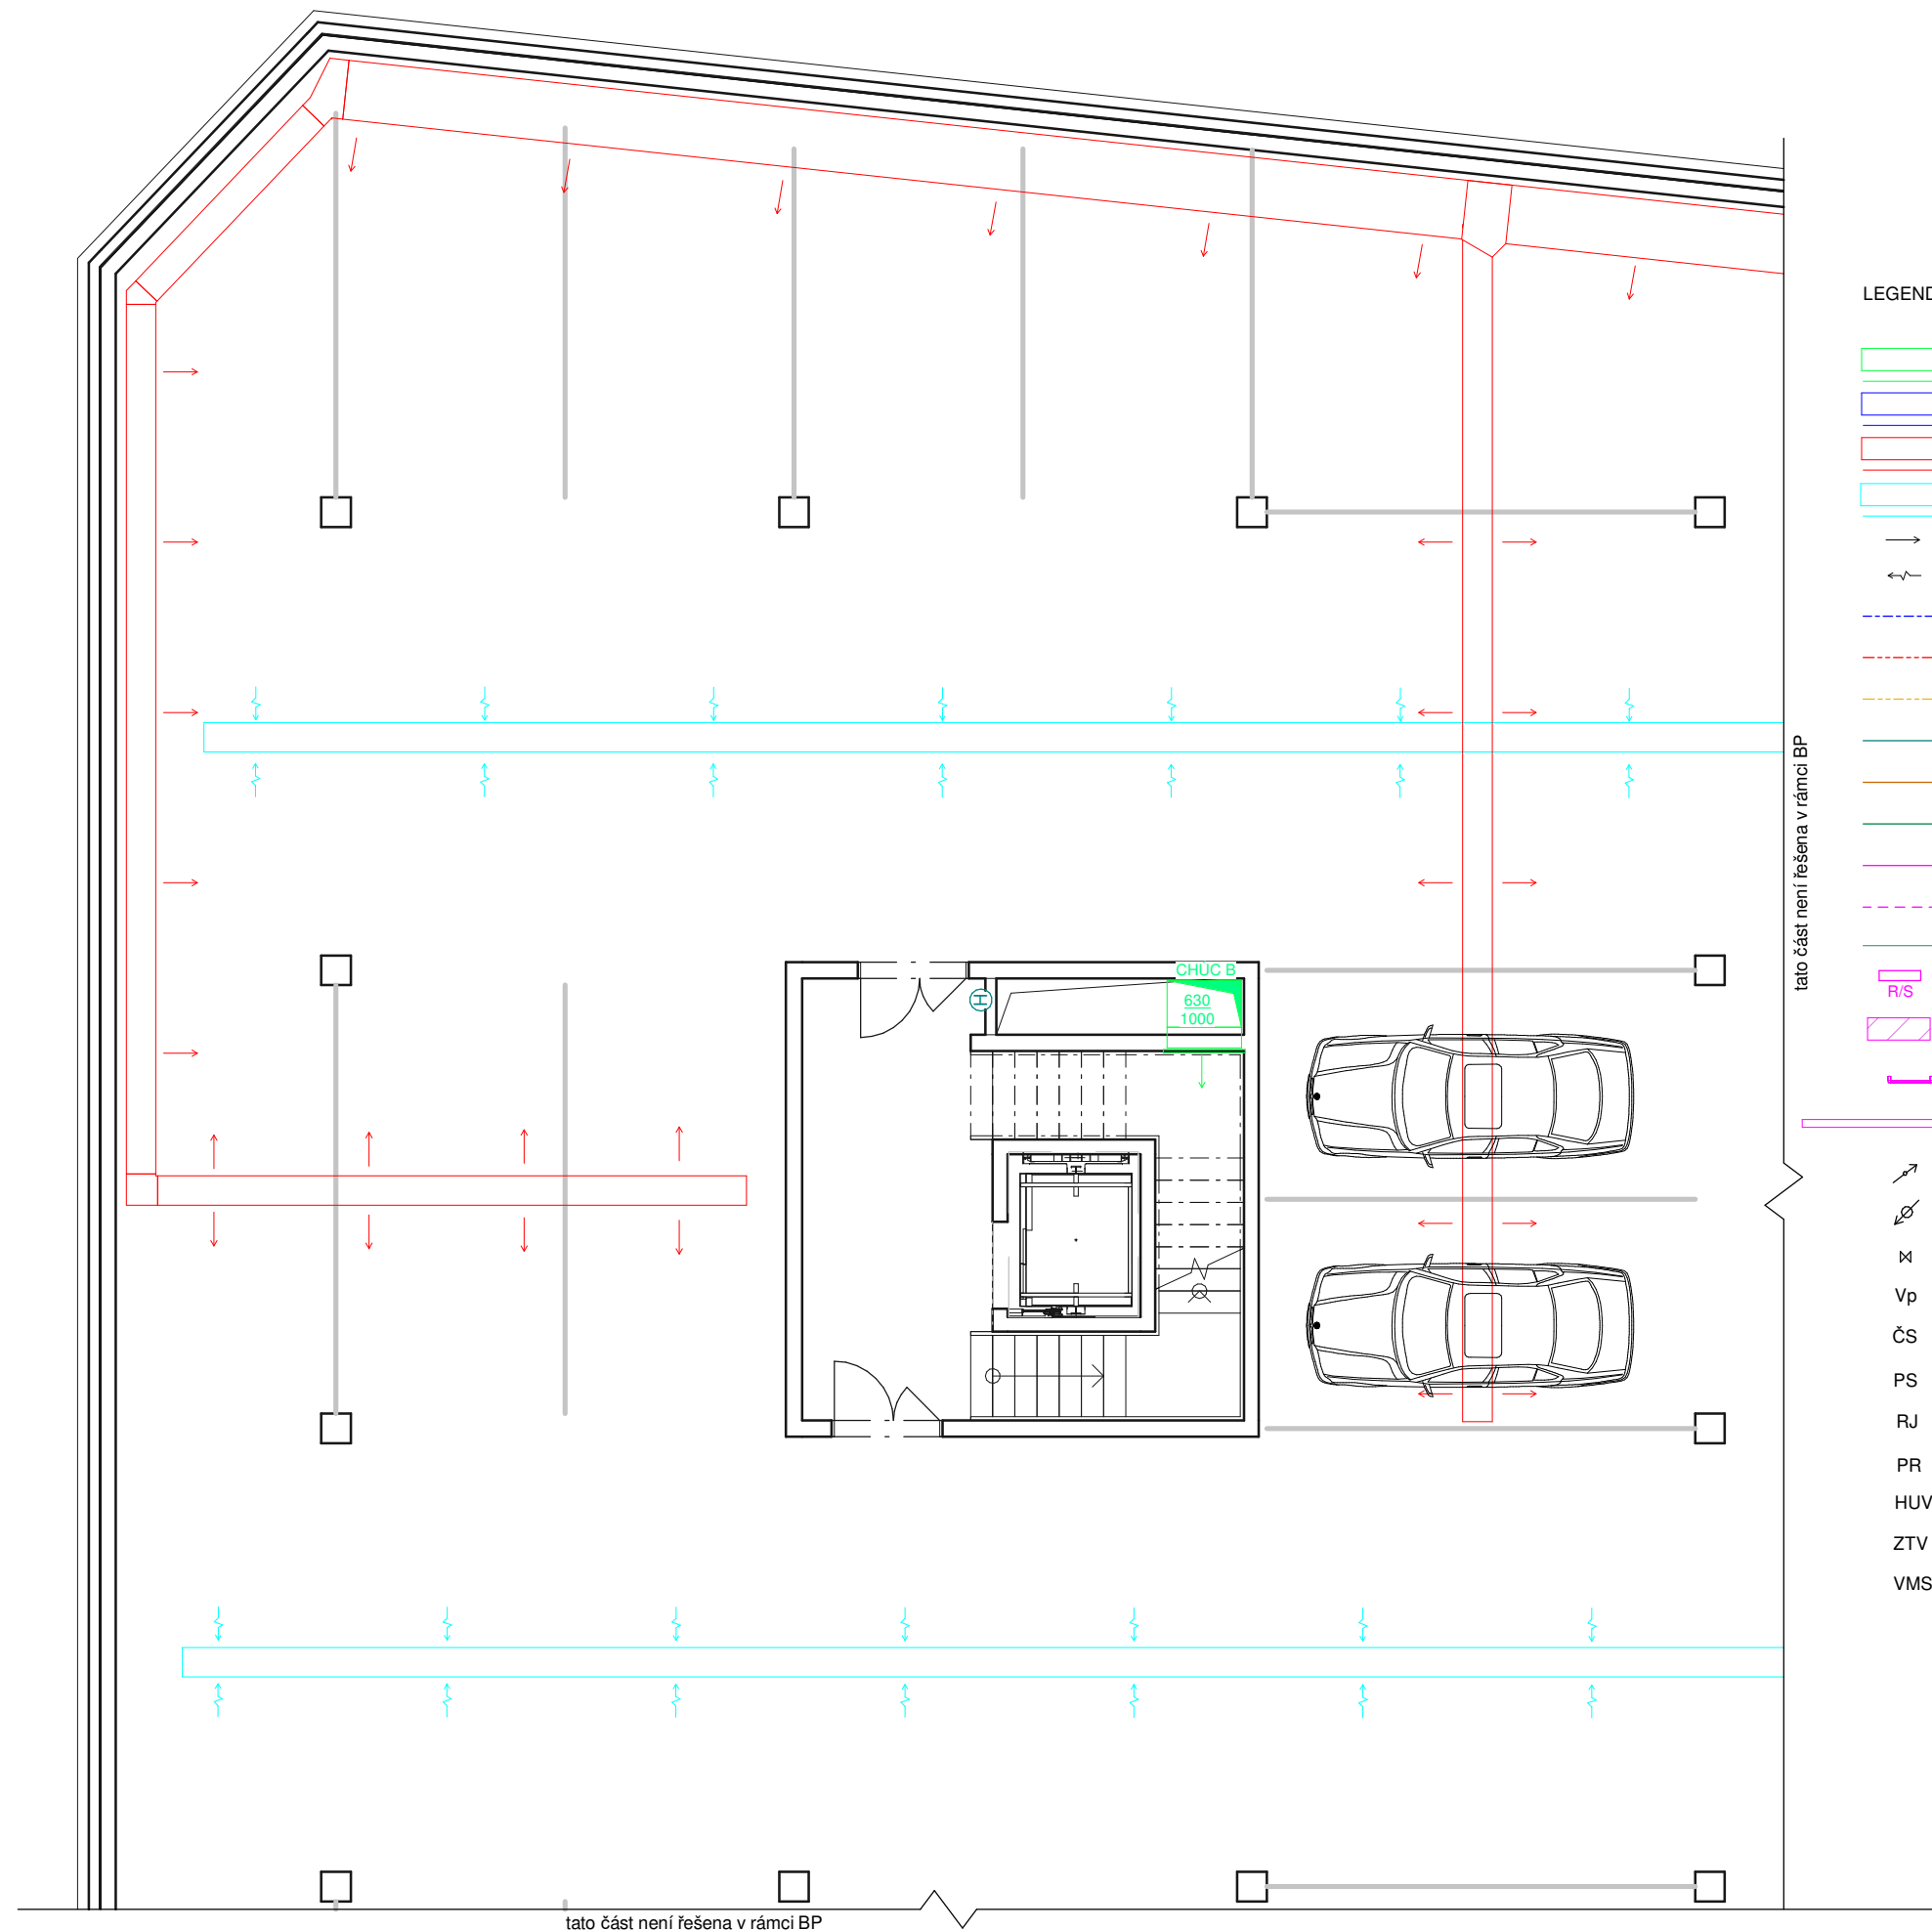 LEGEND
CHÚC B
630
1000
H
tato část není řešena v rámci BP
R/S
Vp
ČS
PS
RJ
PR
HUV
ZTV
VMS
tato část není řešena v rámci BP